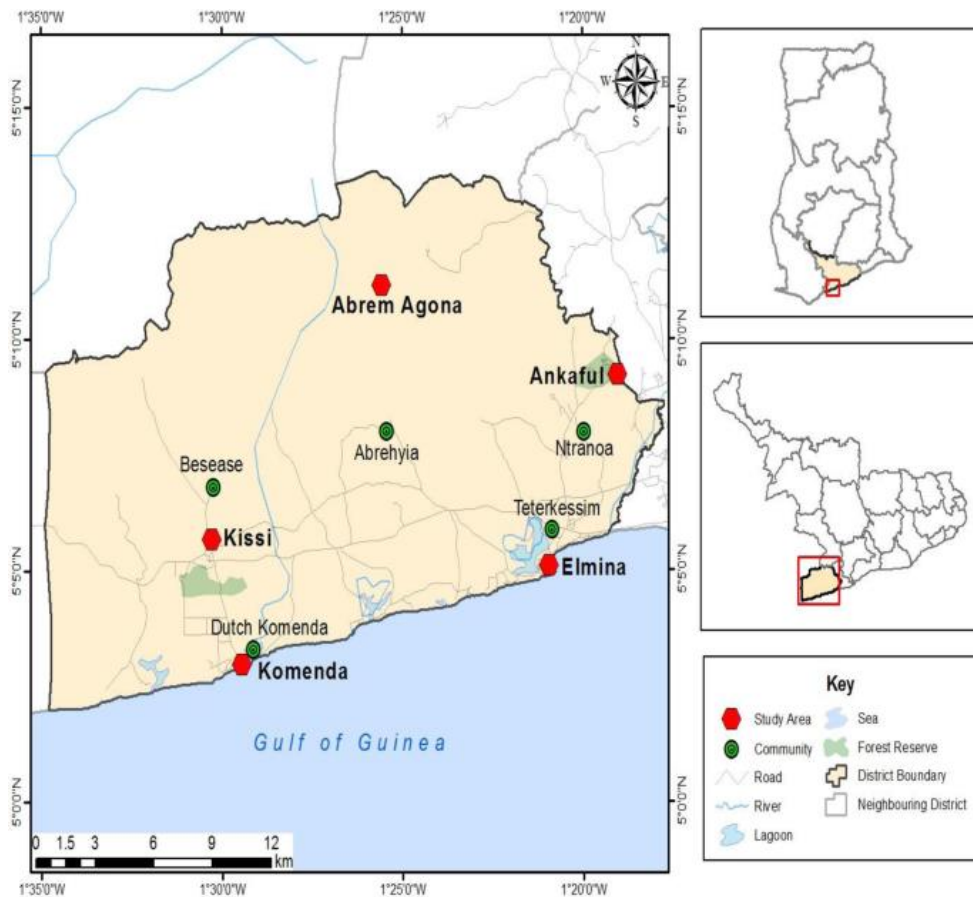 1°35'0"W 1°30'0"W 1°25'0"W 1°20'0"W
N
W E
S
5°15'0"N 5°15'0"N
Abrem Agona
5°10'0"N 5°10'0"N
Ankaful
Abrehyia
Ntranoa
Besease
Teterkessim
Kissi
5°5'0"N Elmina 5°5'0"N
Dutch Komenda
Komenda
Gulf of Guinea
5°0'0"N 5°0'0"N
0 1.5 3 6 9 12
km
1°35'0"W 1°30'0"W 1°25'0"W 1°20'0"W
Key
Study Area
Community
Road
River
Lagoon
Sea
Forest Reserve
District Boundary
Neighbouring District